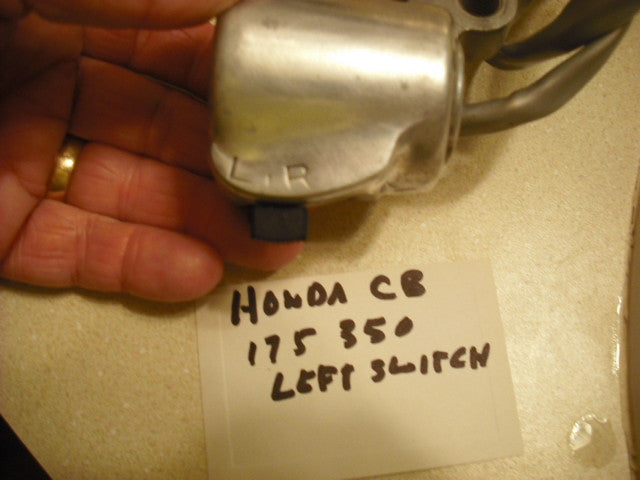 L . R
HONDA CB
175 350
LEFT SWITCH